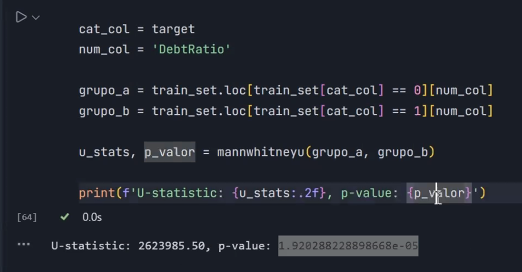 cat_col = target
num_col = 'DebtRatio'
grupo_a = train_set.loc[train_set[cat_col] == 0][num_col]
grupo_b = train_set.loc[train_set[cat_col] == 1][num_col]
u_stats, p_valor = mannwhitneyu(grupo_a, grupo_b)
print(f'U-statistic: {u_stats:.2f}, p-value: {p_valor}')
[64] 0.0s
U-statistic: 2623985.50, p-value: 1.920288228898668e-05